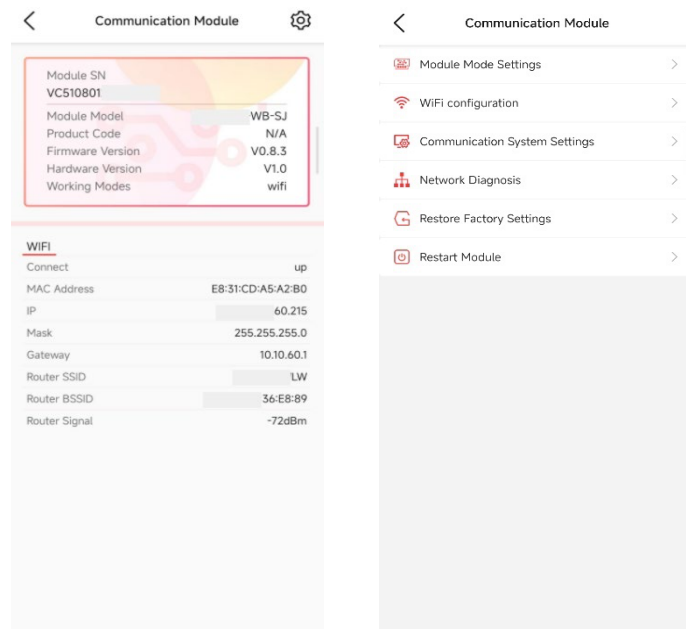 Communication Module
Module SN
VC510801
Module Model WB-SJ
Product Code N/A
Firmware Version V0.8.3
Hardware Version V1.0
Working Modes wifi
WIFI
Connect up
MAC Address E8:31:CD:A5:A2:B0
IP 60.215
Mask 255.255.255.0
Gateway 10.10.60.1
Router SSID LW
Router BSSID 36:E8:89
Router Signal -72dBm
Communication Module
Module Mode Settings
WiFi configuration
Communication System Settings
Network Diagnosis
Restore Factory Settings
Restart Module